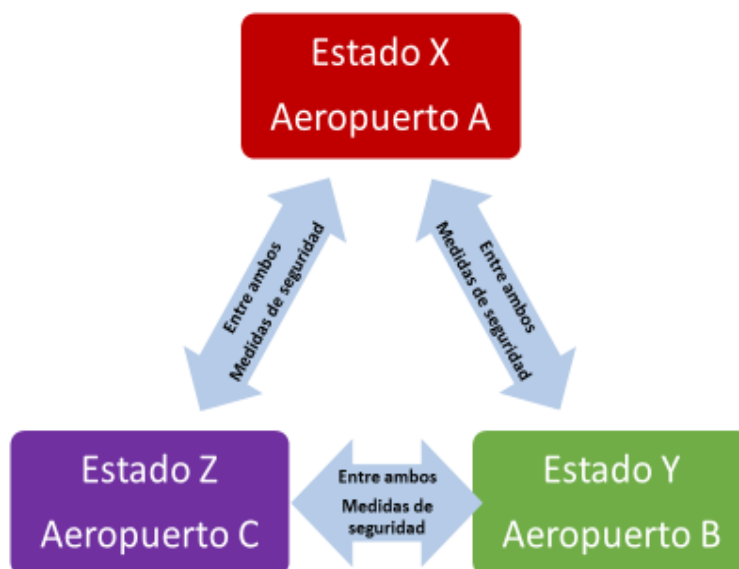 Estado X
Aeropuerto A
Entre ambos
Medidas de seguridad
Entre ambos
Medidas de seguridad
Estado Z
Aeropuerto C
Entre ambos
Medidas de
seguridad
Estado Y
Aeropuerto B